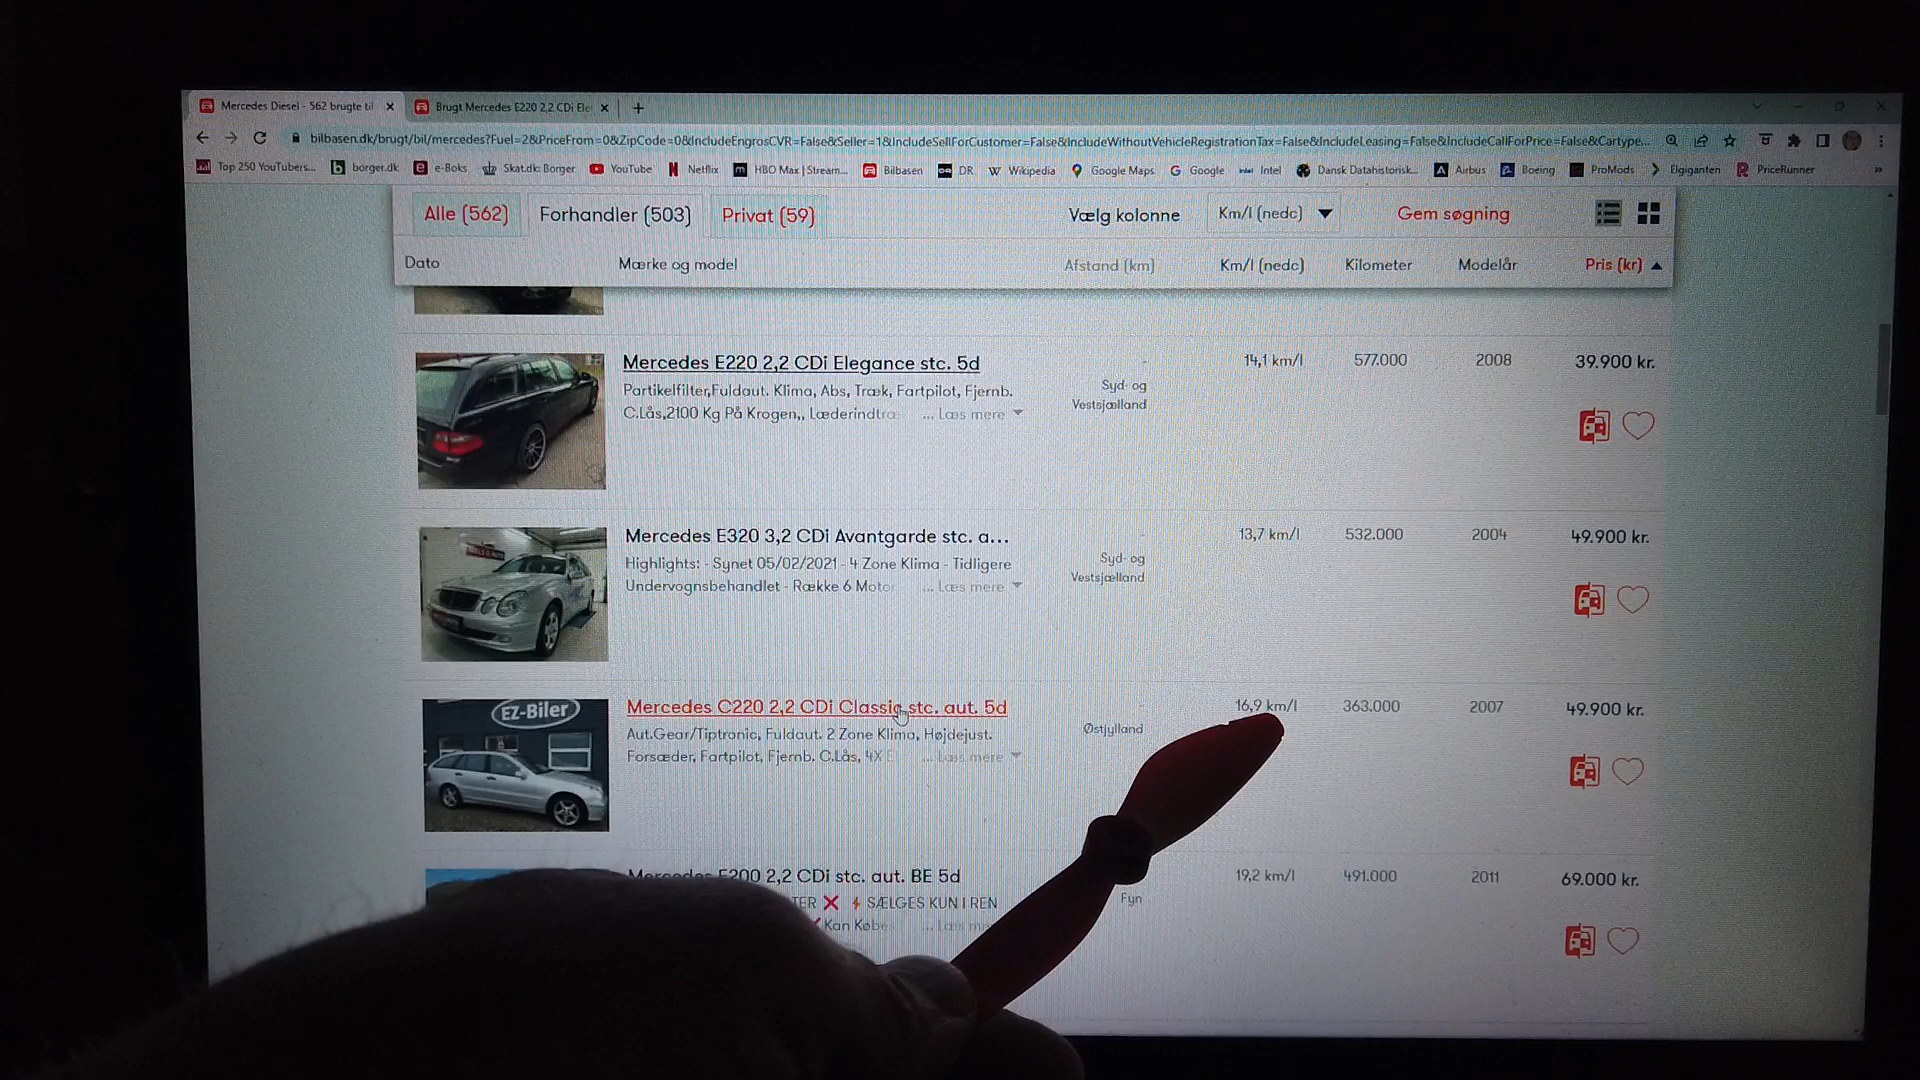 Mercedes Diesel - 562 brugte til
Brugt Mercedes E220 2,2 CDi Ele
bilbasen.dk/brugt/bil/mercedes?Fuel=2&PriceFrom=0&ZipCode=0&IncludeEngrosCVR=False&Seller=1&IncludeSellForCustomer=False&IncludeWithoutVehicleRegistrationTax=False&IncludeLeasing=False&IncludeCallForPrice=False&Cartype...
Top 250 YouTubers... borger.dk e-Boks Skat.dk: Borger YouTube Netflix HBO Max | Stream... Bilbasen DR Wikipedia Google Maps Google Intel Dansk Datahistorisk... Airbus Boeing ProMods Elgiganten PriceRunner »
Alle (562) Forhandler (503) Privat (59) Vælg kolonne Km/l (nedc) Gem søgning
Dato Mærke og model Afstand (km) Km/l (nedc) Kilometer Modelår Pris (kr)
Mercedes E220 2,2 CDi Elegance stc. 5d - 14,1 km/l 577.000 2008 39.900 kr.
Partikelfilter,Fuldaut. Klima, Abs, Træk, Fartpilot, Fjernb. Syd- og
C.Lås,2100 Kg På Krogen,, Læderindtræ ... Læs mere Vestsjælland
Mercedes E320 3,2 CDi Avantgarde stc. a... - 13,7 km/l 532.000 2004 49.900 kr.
Highlights: - Synet 05/02/2021 - 4 Zone Klima - Tidligere Syd- og
Undervognsbehandlet - Række 6 Motor ... Læs mere Vestsjælland
EZ-Biler
Mercedes C220 2,2 CDi Classic stc. aut. 5d - 16,9 km/l 363.000 2007 49.900 kr.
Aut.Gear/Tiptronic, Fuldaut. 2 Zone Klima, Højdejust. Østjylland
Forsæder, Fartpilot, Fjernb. C.Lås, 4X E ... Læs mere
Mercedes E200 2,2 CDi stc. aut. BE 5d 19,2 km/l 491.000 2011 69.000 kr.
TER ❌ ⚡ SÆLGES KUN I REN Fyn
Kan Købe ... Læs